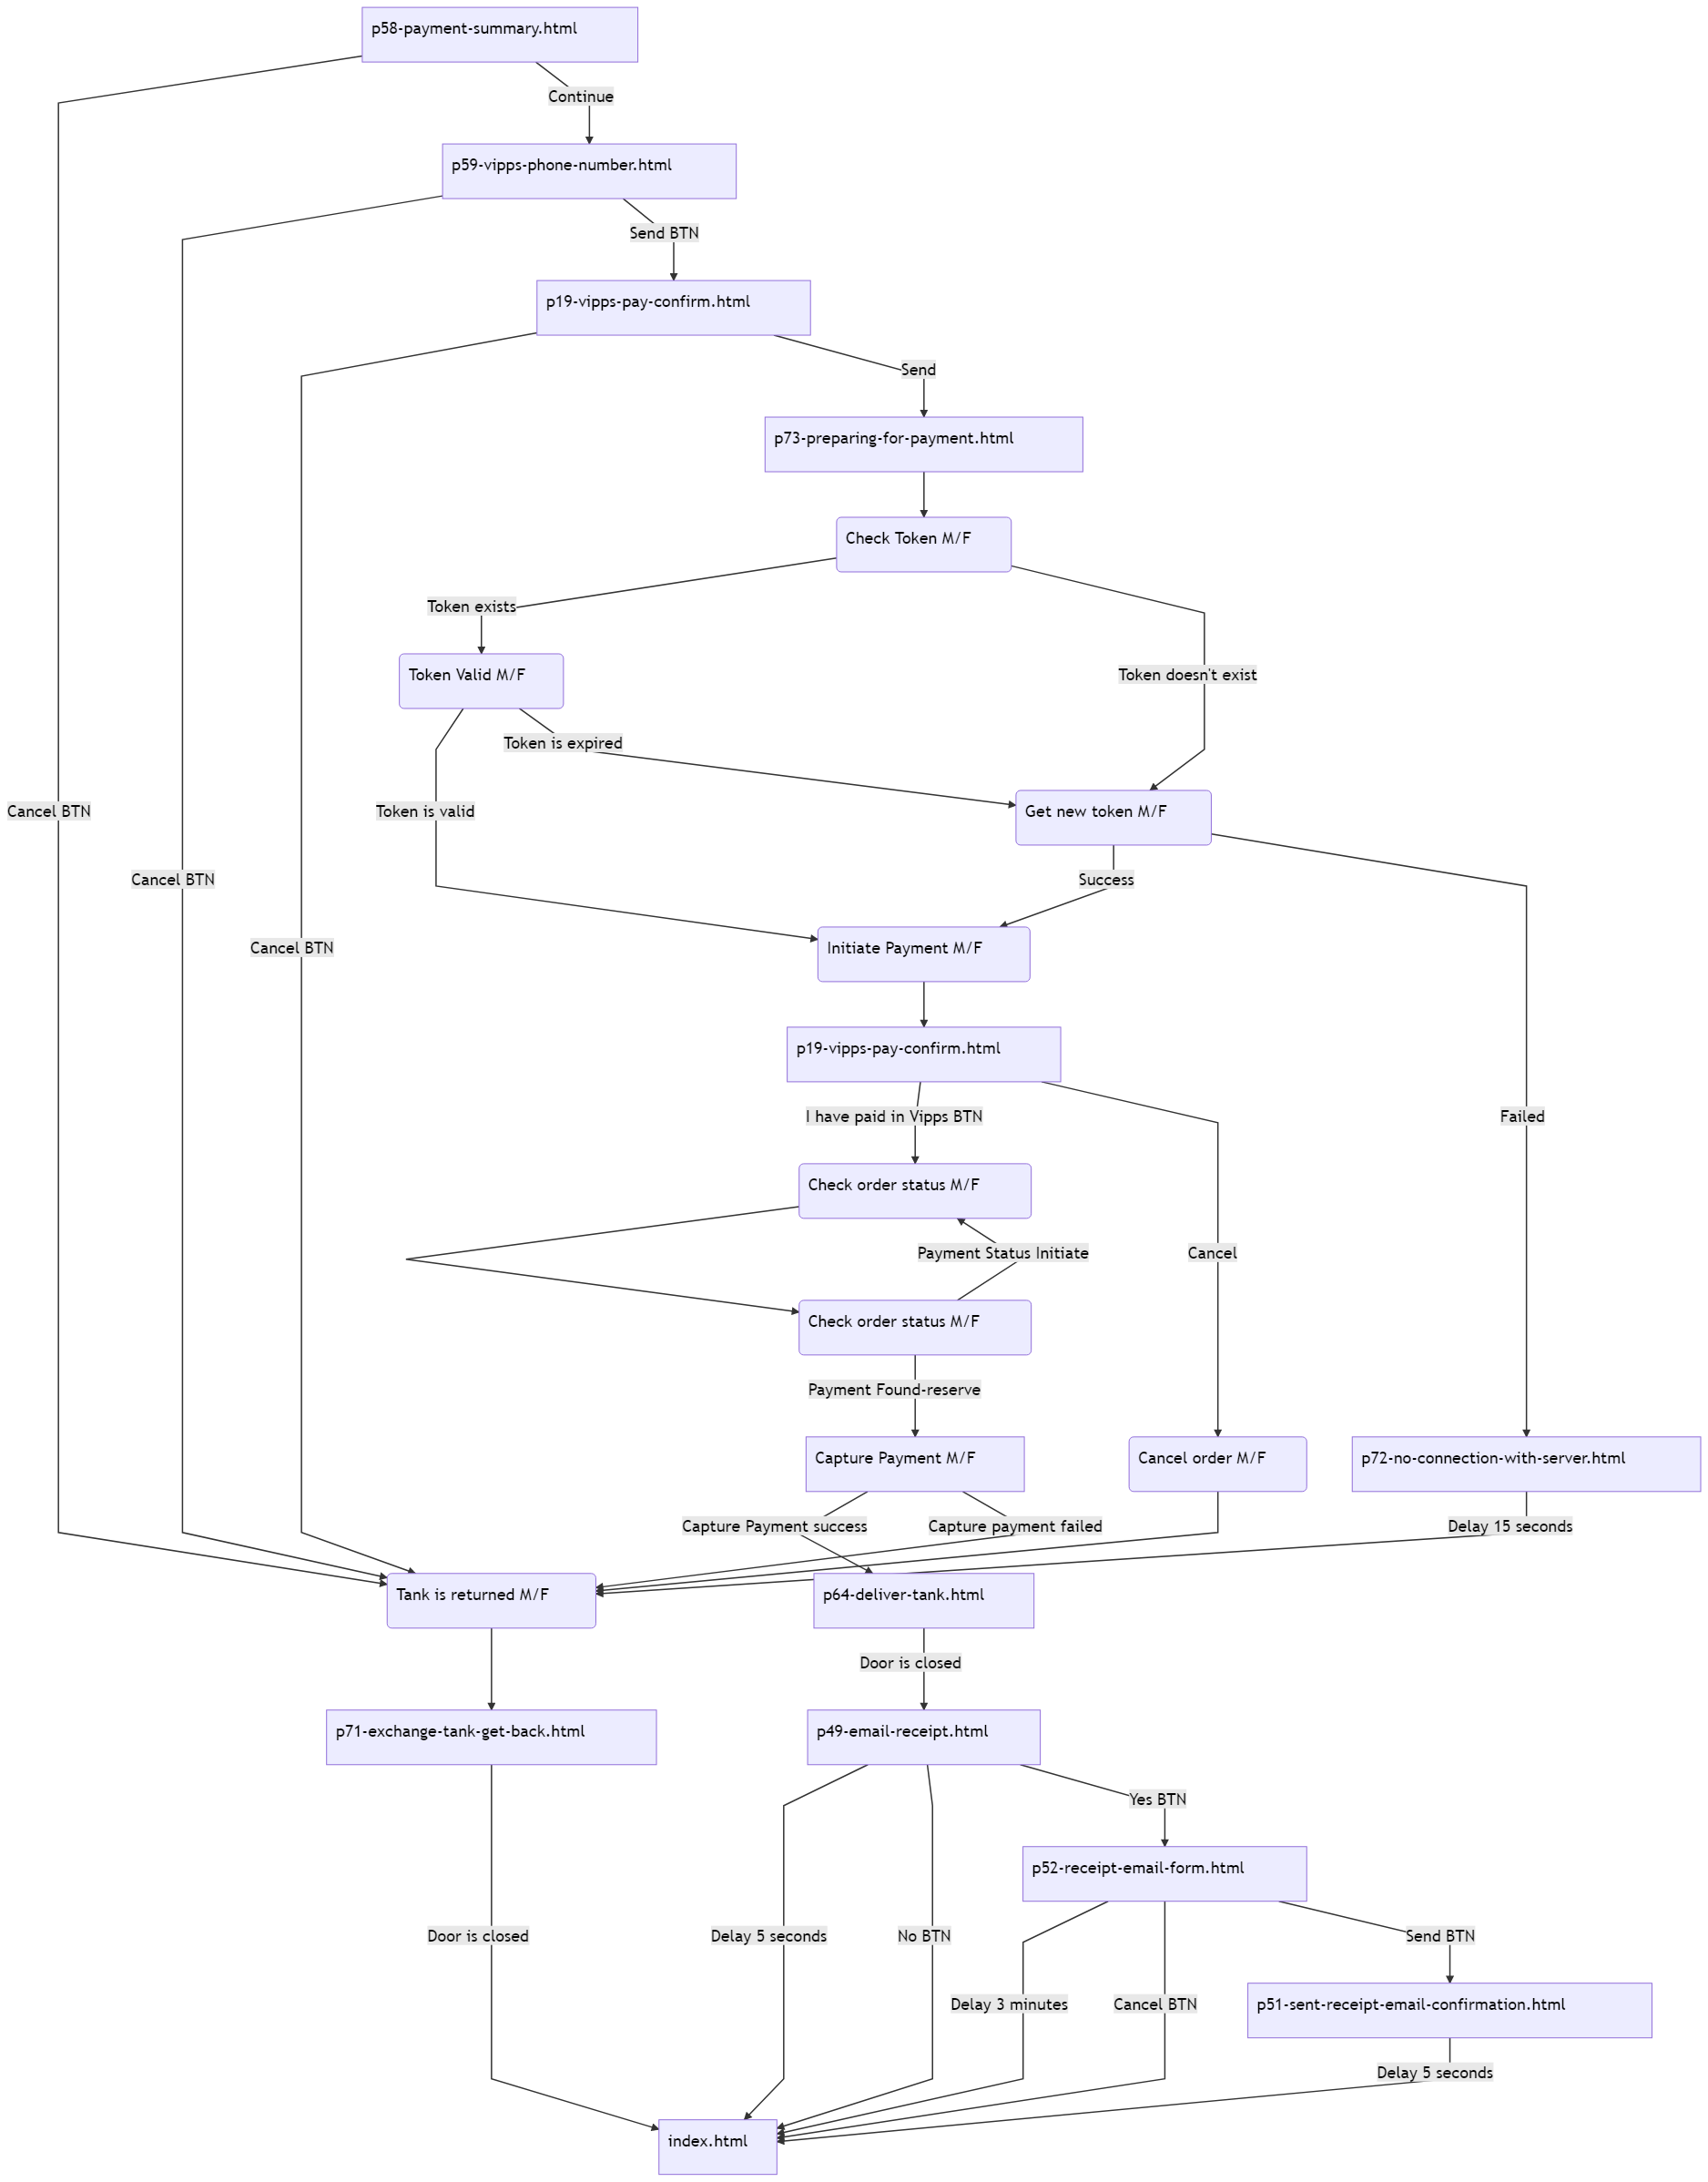 p58-payment-summary.html
Continue
p59-vipps-phone-number.html
Send BTN
p19-vipps-pay-confirm.html
Send
p73-preparing-for-payment.html
Check Token M/F
Token exists
Token Valid M/F
Token doesn't exist
Token is expired
Cancel BTN
Token is valid
Get new token M/F
Cancel BTN
Success
Cancel BTN
Initiate Payment M/F
p19-vipps-pay-confirm.html
I have paid in Vipps BTN
Failed
Check order status M/F
Payment Status Initiate
Cancel
Check order status M/F
Payment Found-reserve
Capture Payment M/F
Cancel order M/F
p72-no-connection-with-server.html
Capture Payment success
Capture payment failed
Delay 15 seconds
Tank is returned M/F
p64-deliver-tank.html
Door is closed
p71-exchange-tank-get-back.html
p49-email-receipt.html
Yes BTN
p52-receipt-email-form.html
Door is closed
Delay 5 seconds
No BTN
Send BTN
Delay 3 minutes
Cancel BTN
p51-sent-receipt-email-confirmation.html
Delay 5 seconds
index.html